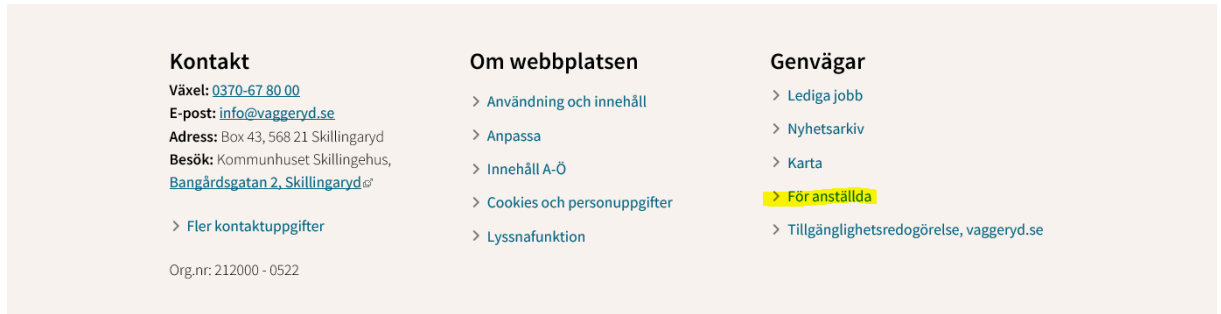 Kontakt
Växel: 0370-67 80 00
E-post: info@vaggeryd.se
Adress: Box 43, 568 21 Skillingaryd
Besök: Kommunhuset Skillingehus,
Bangårdsgatan 2, Skillingaryd
Fler kontaktuppgifter
Org.nr: 212000 - 0522
Om webbplatsen
Användning och innehåll
Anpassa
Innehåll A-Ö
Cookies och personuppgifter
Lyssnafunktion
Genvägar
Lediga jobb
Nyhetsarkiv
Karta
För anställda
Tillgänglighetsredogörelse, vaggeryd.se